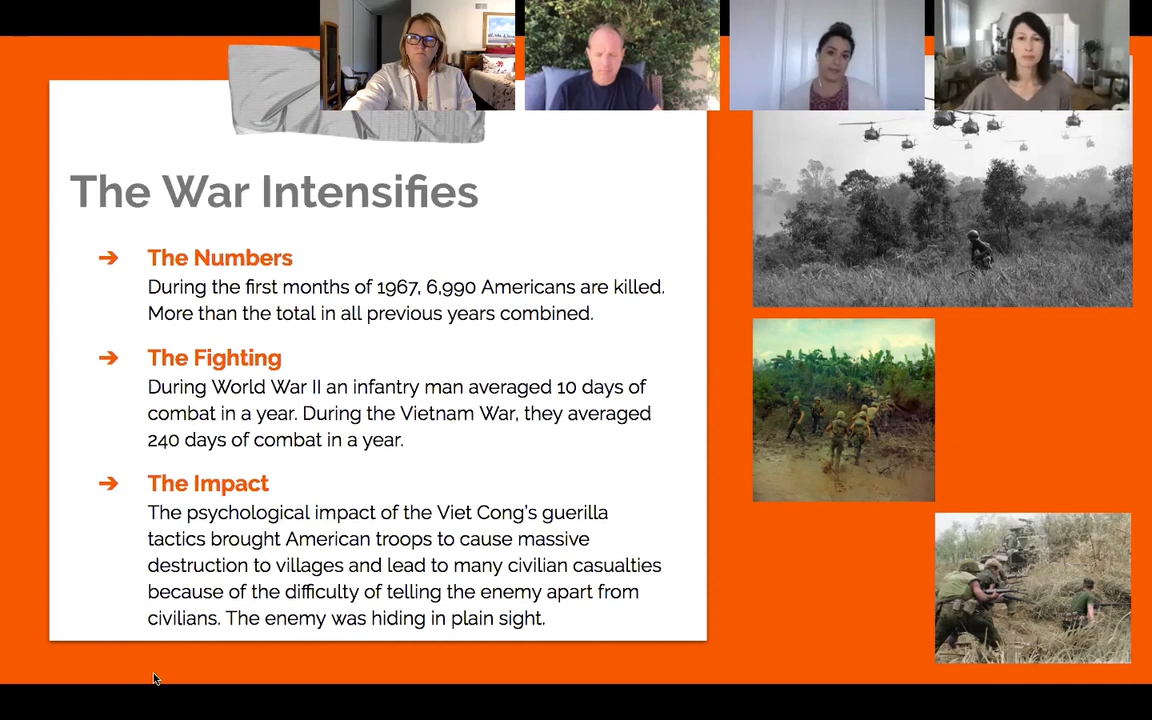 The War Intensifies
➔ The Numbers
During the first months of 1967, 6,990 Americans are killed.
More than the total in all previous years combined.
➔ The Fighting
During World War II an infantry man averaged 10 days of
combat in a year. During the Vietnam War, they averaged
240 days of combat in a year.
➔ The Impact
The psychological impact of the Viet Cong's guerilla
tactics brought American troops to cause massive
destruction to villages and lead to many civilian casualties
because of the difficulty of telling the enemy apart from
civilians. The enemy was hiding in plain sight.